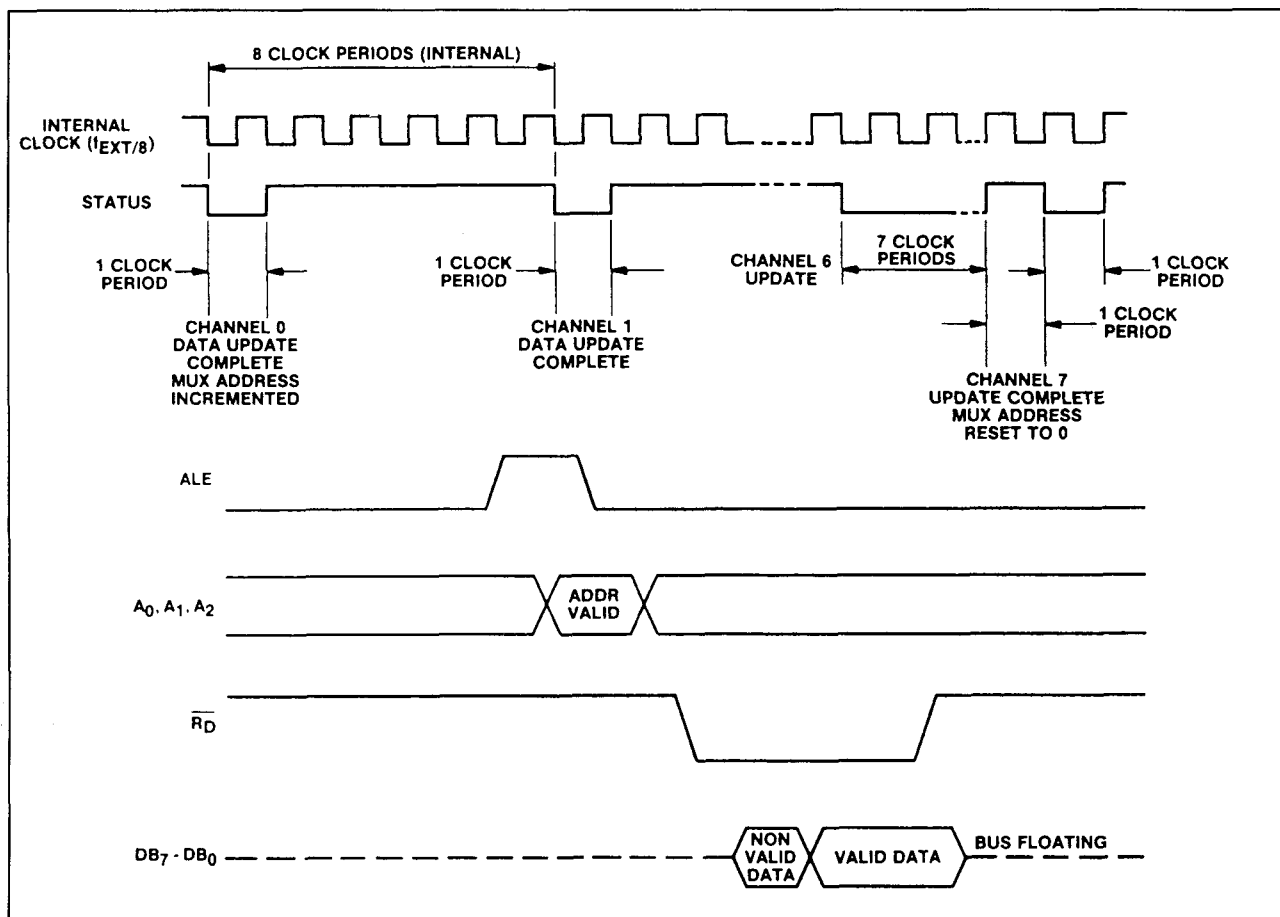 8 CLOCK PERIODS (INTERNAL)
INTERNAL
CLOCK (fEXT/8)
STATUS
1 CLOCK
PERIOD
1 CLOCK
PERIOD
CHANNEL 6
UPDATE
7 CLOCK
PERIODS
1 CLOCK
PERIOD
1 CLOCK
PERIOD
CHANNEL 0
DATA UPDATE
COMPLETE
MUX ADDRESS
INCREMENTED
CHANNEL 1
DATA UPDATE
COMPLETE
CHANNEL 7
UPDATE COMPLETE
MUX ADDRESS
RESET TO 0
ALE
A0, A1, A2
ADDR
VALID
RD
DB7 - DB0
NON
VALID
DATA
VALID DATA
BUS FLOATING